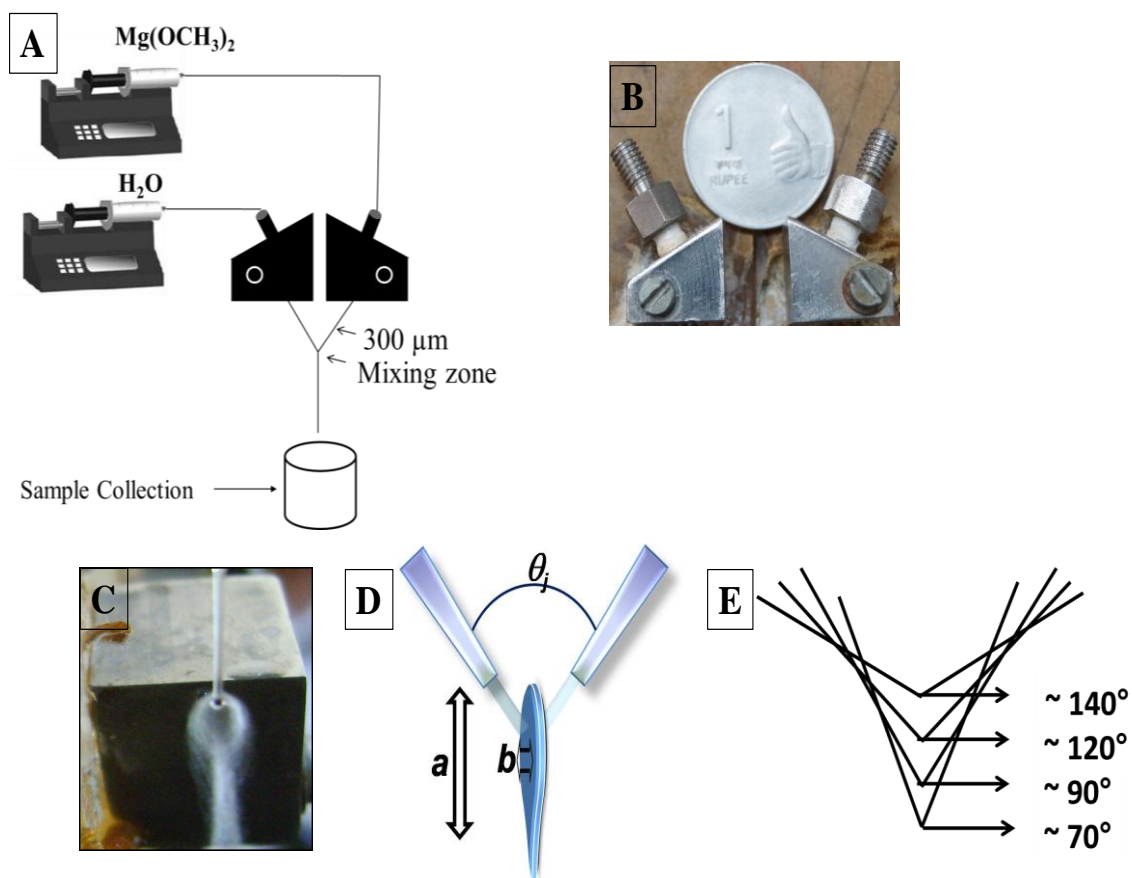 A
Mg(OCH₃)₂
H₂O
300 µm
Mixing zone
Sample Collection
B
1
RUPEE
C
D
θⱼ
a
b
E
~ 140°
~ 120°
~ 90°
~ 70°